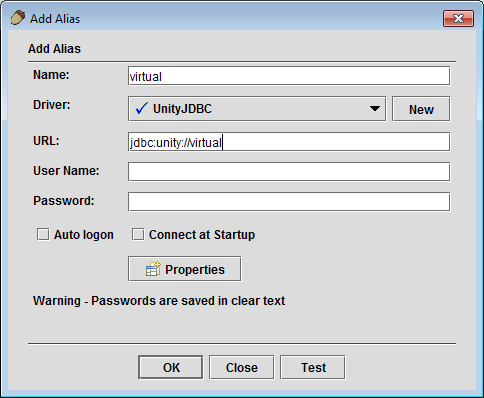 Add Alias
Add Alias
Name: virtual
Driver: UnityJDBC New
URL: jdbc:unity://virtual
User Name:
Password:
Auto logon Connect at Startup
Properties
Warning - Passwords are saved in clear text
OK Close Test